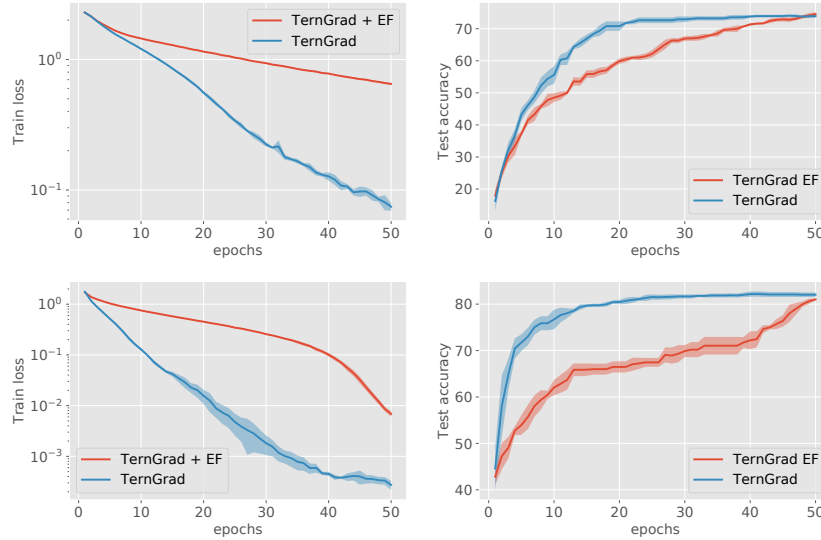 TernGrad + EF
TernGrad
10⁰
10⁻¹
Train loss
0 10 20 30 40 50
epochs
70
60
50
40
30
20
Test accuracy
TernGrad EF
TernGrad
0 10 20 30 40 50
epochs
10⁰
10⁻¹
10⁻²
10⁻³
Train loss
TernGrad + EF
TernGrad
0 10 20 30 40 50
epochs
80
70
60
50
40
Test accuracy
TernGrad EF
TernGrad
0 10 20 30 40 50
epochs